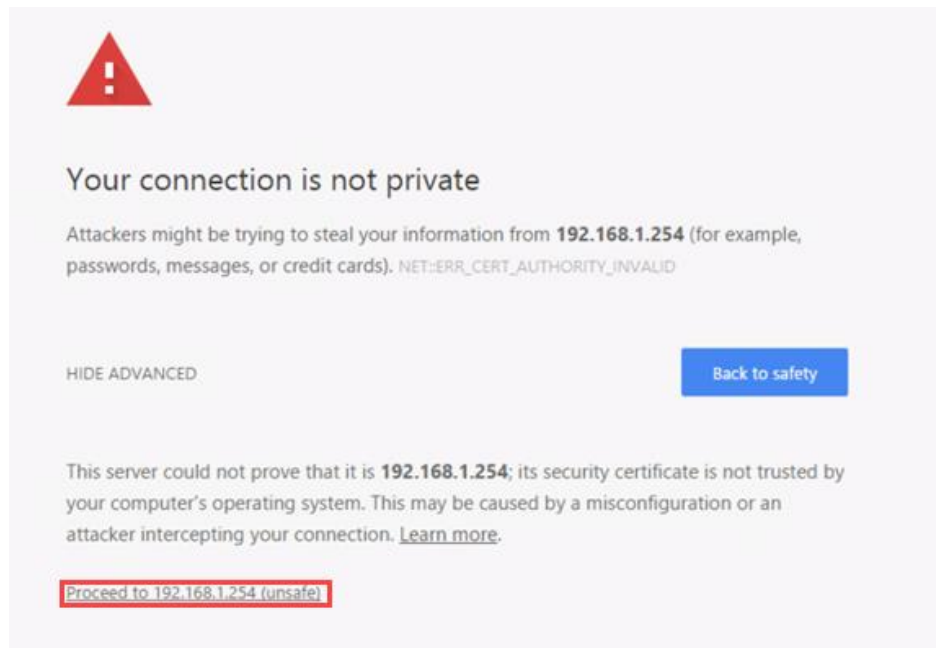 Your connection is not private
Attackers might be trying to steal your information from 192.168.1.254 (for example,
passwords, messages, or credit cards). NET::ERR_CERT_AUTHORITY_INVALID
HIDE ADVANCED
Back to safety
This server could not prove that it is 192.168.1.254; its security certificate is not trusted by
your computer's operating system. This may be caused by a misconfiguration or an
attacker intercepting your connection. Learn more.
Proceed to 192.168.1.254 (unsafe)